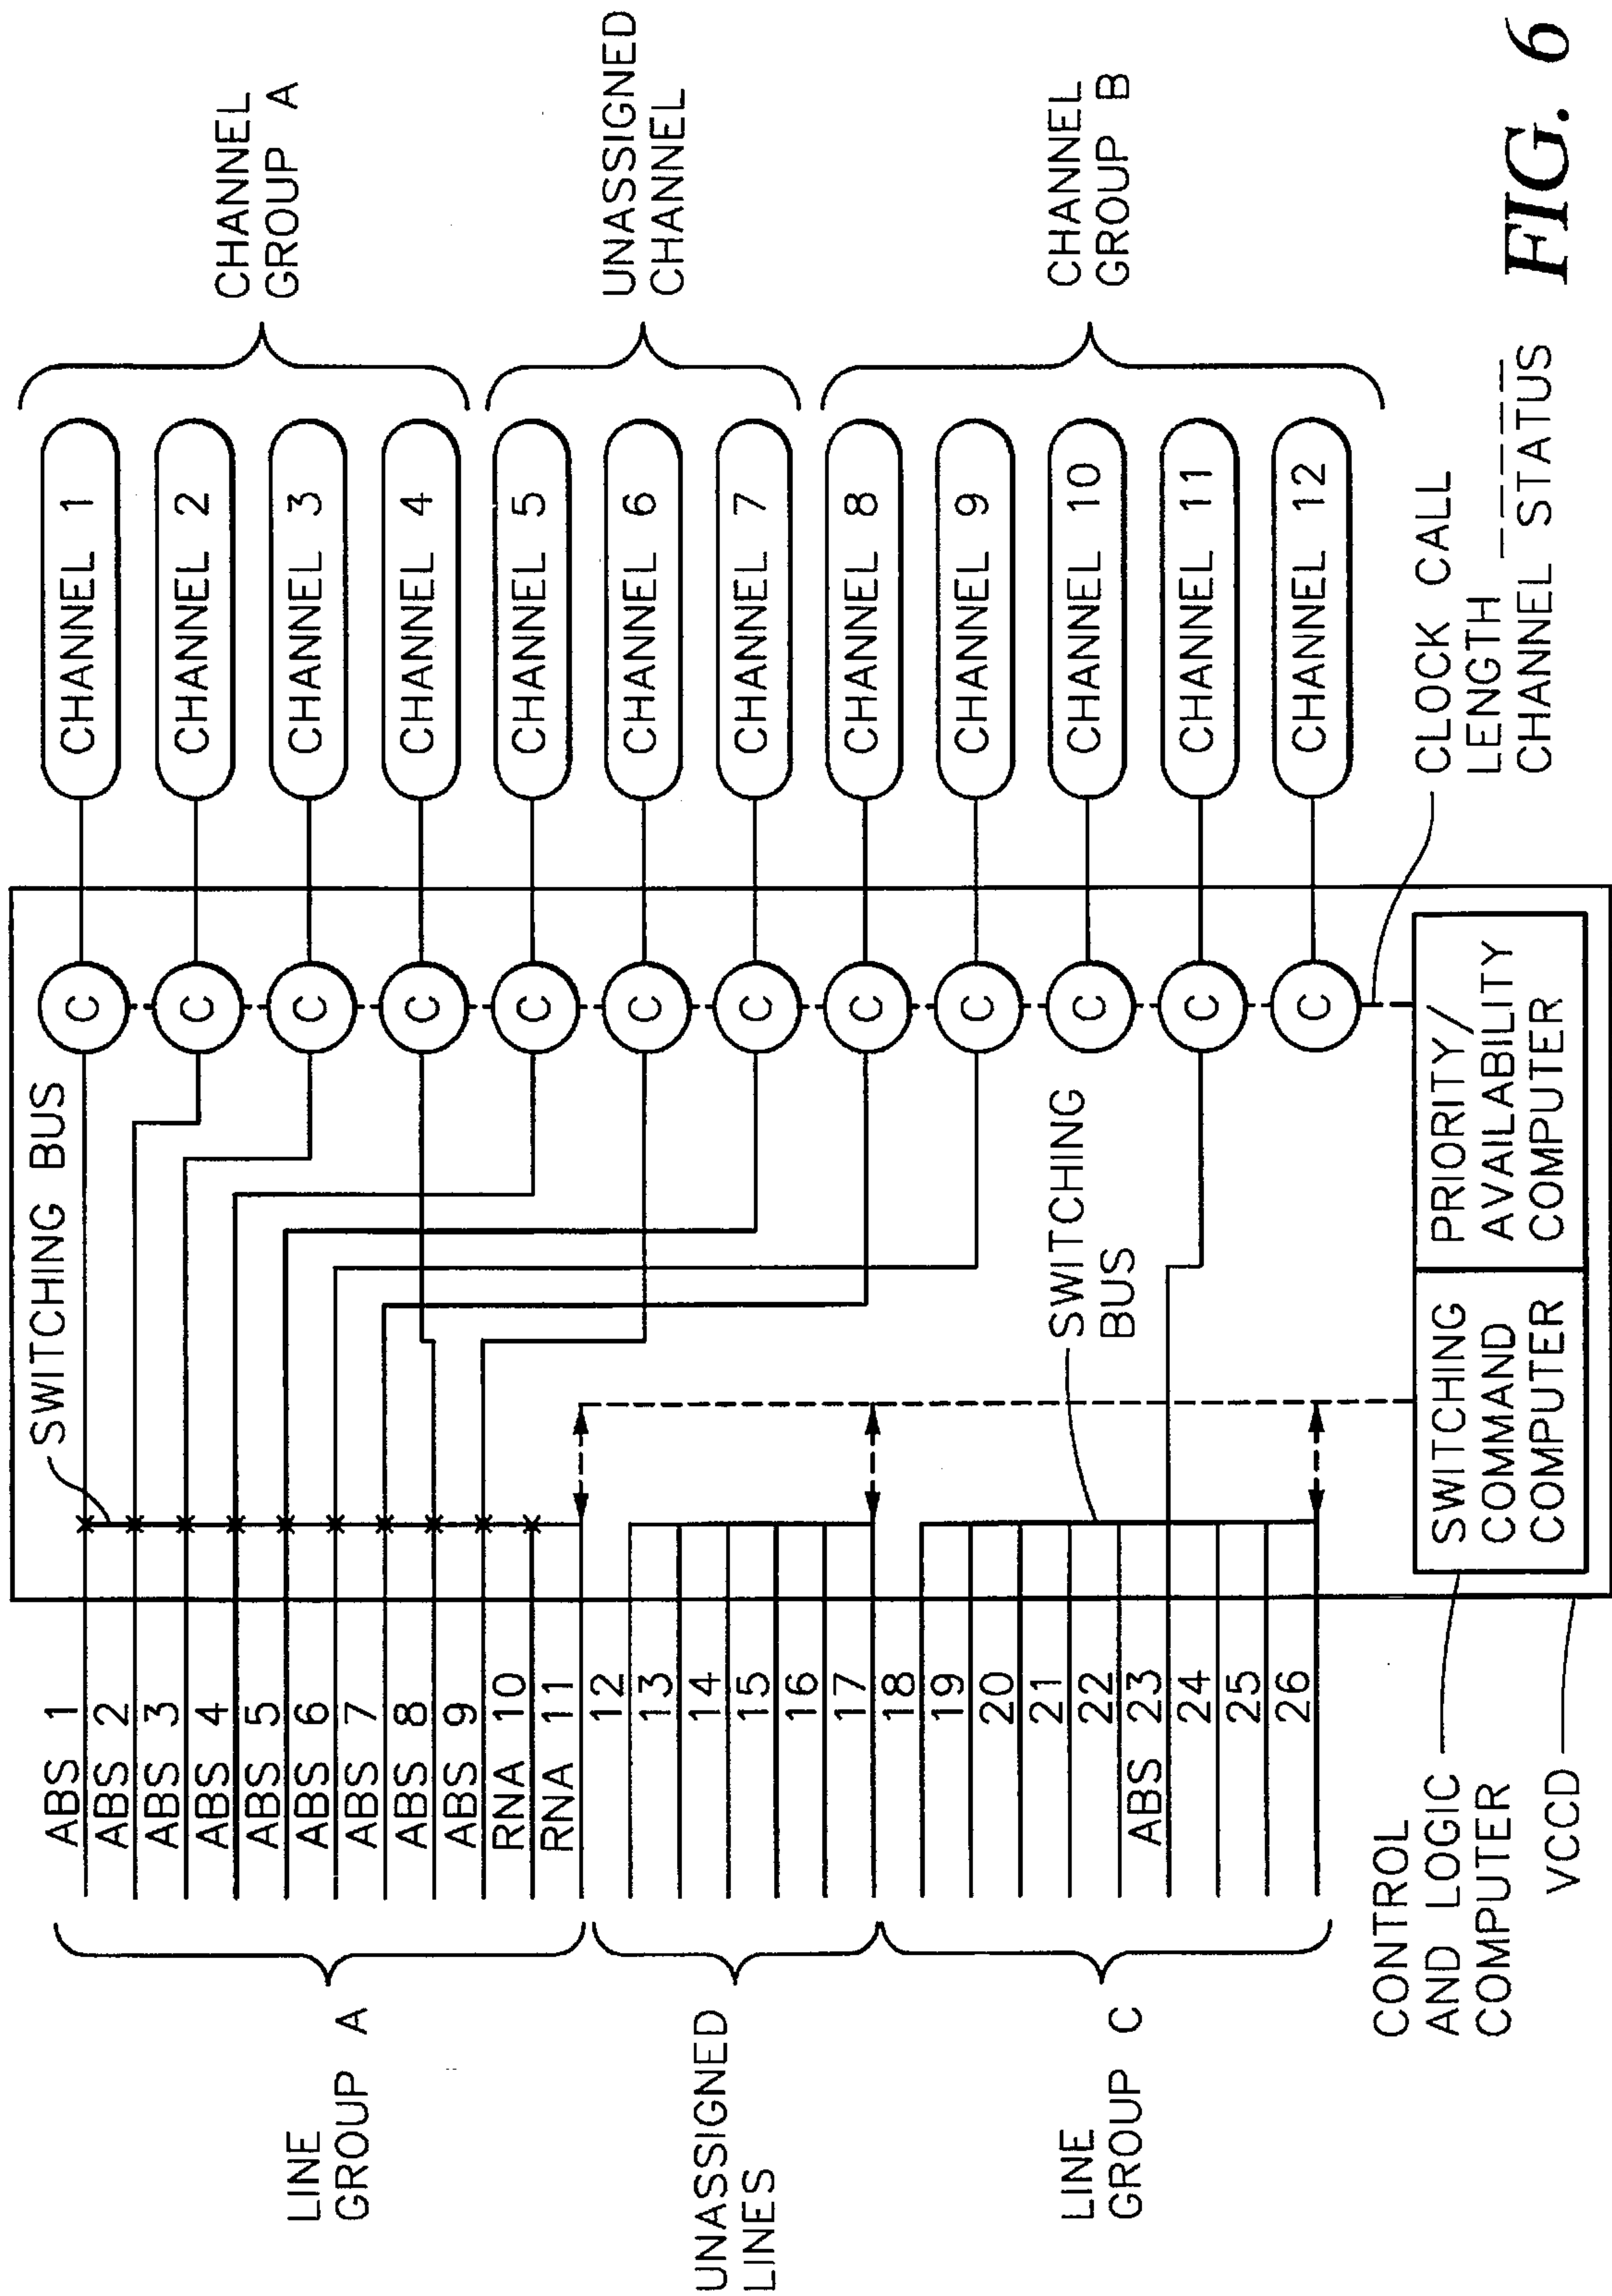 LINE
GROUP A
UNASSIGNED
LINES
LINE
GROUP C
ABS 1
ABS 2
ABS 3
ABS 4
ABS 5
ABS 6
ABS 7
ABS 8
ABS 9
RNA 10
RNA 11
12
13
14
15
16
17
18
19
20
21
22
ABS 23
24
25
26
CONTROL
AND LOGIC
COMPUTER
VCCD
SWITCHING BUS
SWITCHING
BUS
SWITCHING
COMMAND
COMPUTER
PRIORITY/
AVAILABILITY
COMPUTER
C
C
C
C
C
C
C
C
C
C
C
C
CHANNEL 1
CHANNEL 2
CHANNEL 3
CHANNEL 4
CHANNEL 5
CHANNEL 6
CHANNEL 7
CHANNEL 8
CHANNEL 9
CHANNEL 10
CHANNEL 11
CHANNEL 12
CHANNEL
GROUP A
UNASSIGNED
CHANNEL
CHANNEL
GROUP B
CLOCK CALL
LENGTH
CHANNEL STATUS
FIG. 6